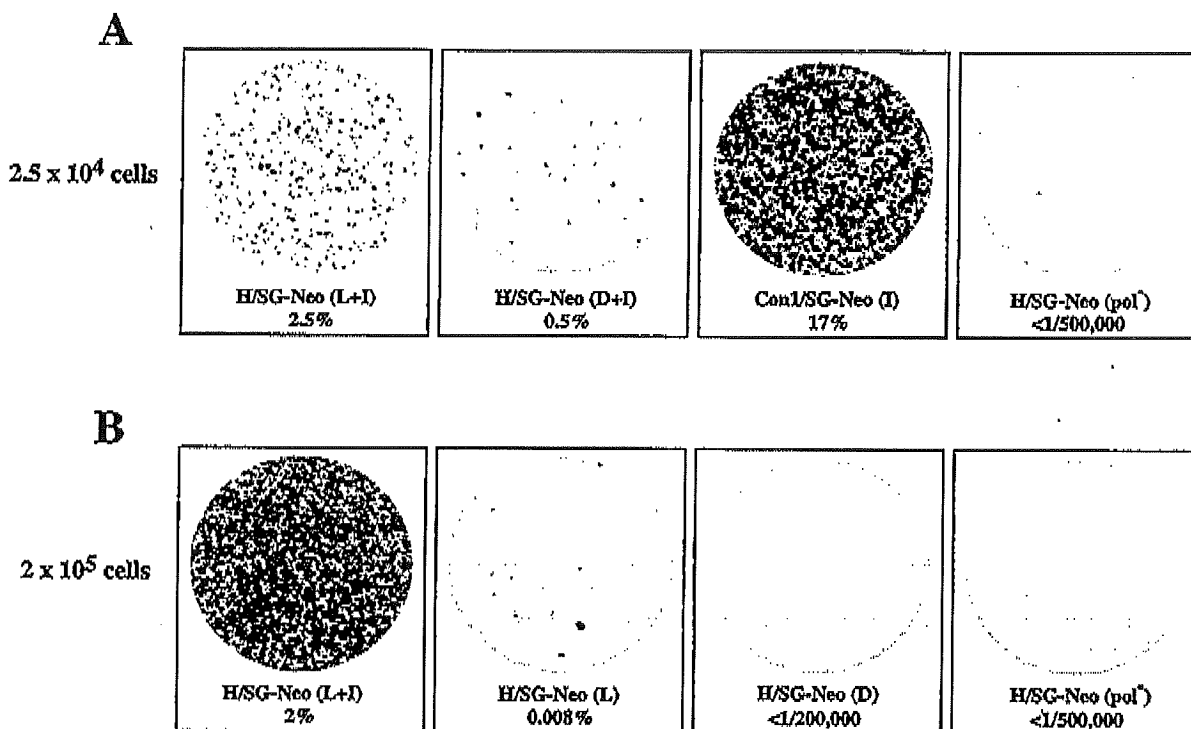 A
2.5 x 10⁴ cells
H/SG-Neo (L+I)
2.5%
H/SG-Neo (D+I)
0.5%
Con1/SG-Neo (I)
17%
H/SG-Neo (pol⁻)
<1/500,000
B
2 x 10⁵ cells
H/SG-Neo (L+I)
2%
H/SG-Neo (L)
0.008%
H/SG-Neo (D)
<1/200,000
H/SG-Neo (pol⁻)
<1/500,000